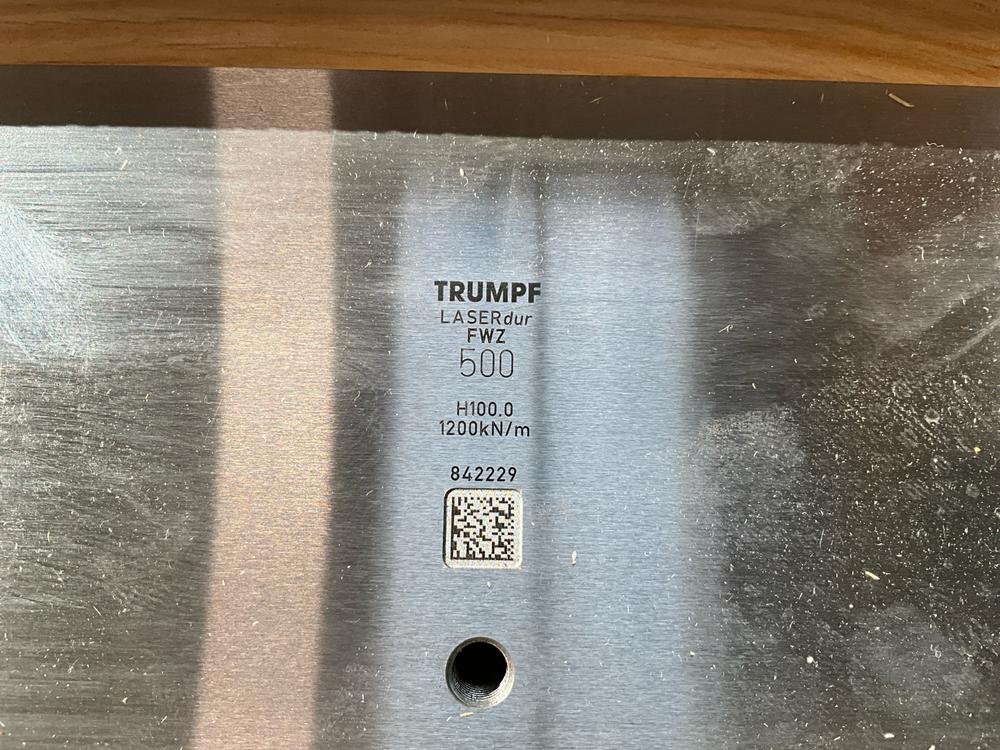 TRUMPF
LASERdur
FWZ
500
H100.0
1200kN/m
842229